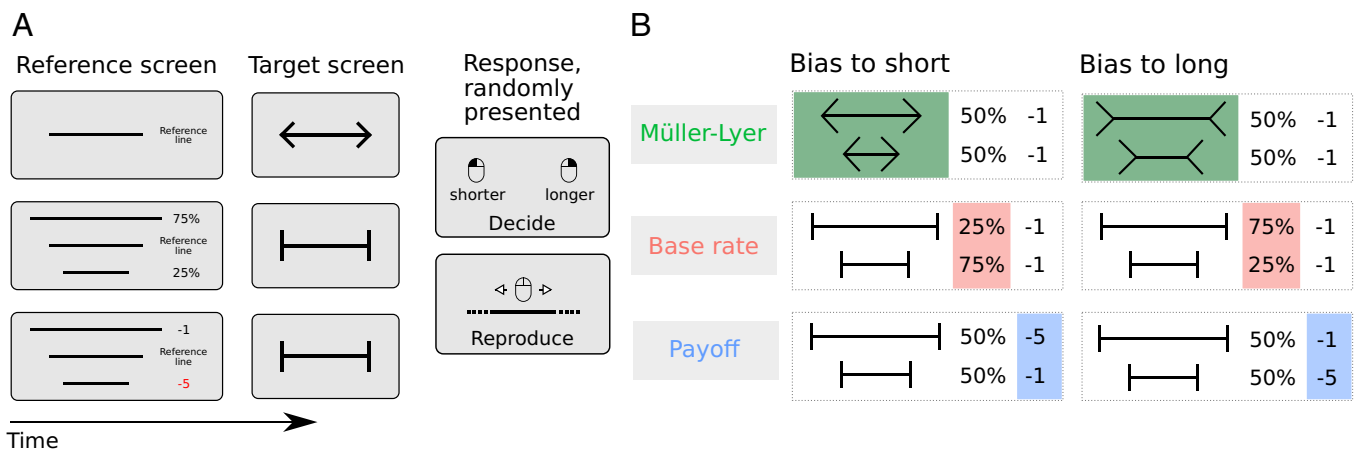 A
Reference screen
Target screen
Response,
randomly
presented
Reference
line
75%
Reference
line
25%
-1
Reference
line
-5
shorter
longer
Decide
Reproduce
Time
B
Bias to short
Bias to long
Müller-Lyer
50% -1
50% -1
50% -1
50% -1
Base rate
25% -1
75% -1
75% -1
25% -1
Payoff
50% -5
50% -1
50% -1
50% -5